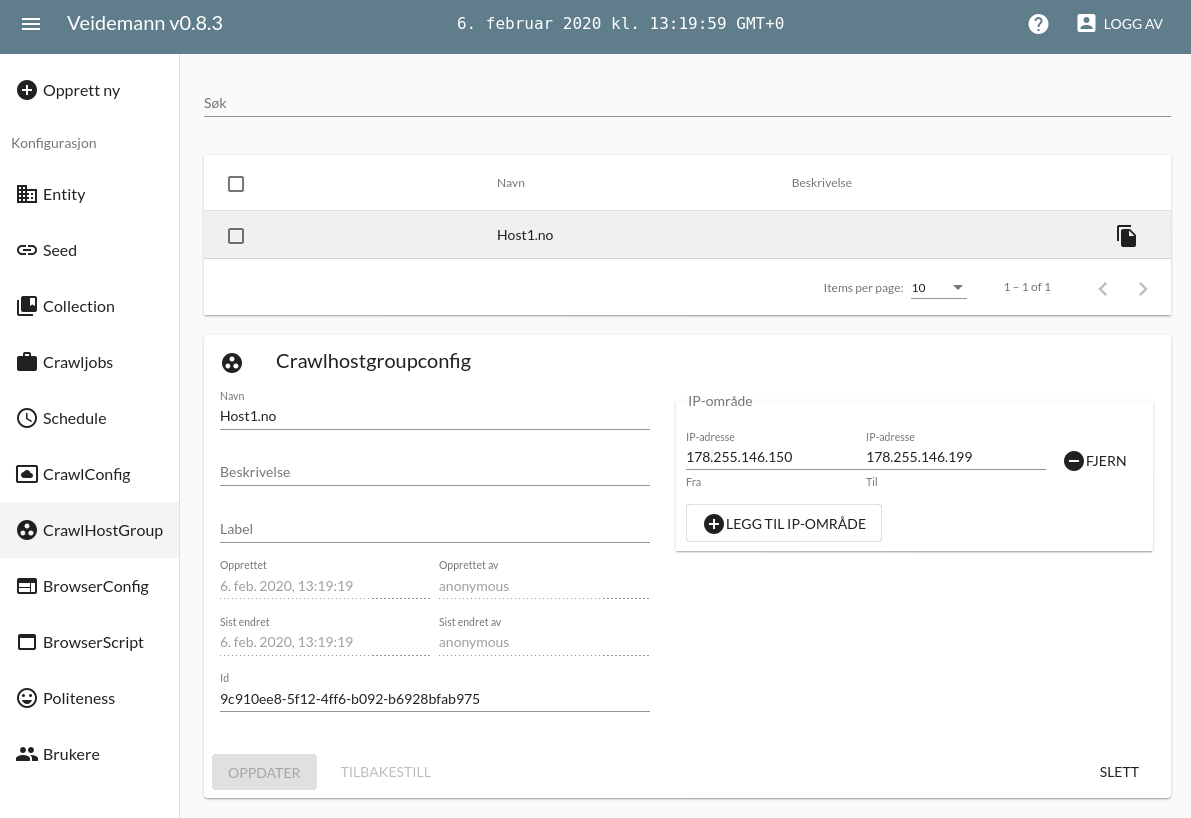 Veidemann v0.8.3
6. februar 2020 kl. 13:19:59 GMT+0
LOGG AV
Opprett ny
Konfigurasjon
Entity
Seed
Collection
Crawljobs
Schedule
CrawlConfig
CrawlHostGroup
BrowserConfig
BrowserScript
Politeness
Brukere
Søk
Navn Beskrivelse
Host1.no
Items per page: 10 1 – 1 of 1
Crawlhostgroupconfig
Navn
Host1.no
Beskrivelse
Label
Opprettet Opprettet av
6. feb. 2020, 13:19:19 anonymous
Sist endret Sist endret av
6. feb. 2020, 13:19:19 anonymous
Id
9c910ee8-5f12-4ff6-b092-b6928bfab975
IP-område
IP-adresse IP-adresse
178.255.146.150 178.255.146.199 FJERN
Fra Til
LEGG TIL IP-OMRÅDE
OPPDATER TILBAKESTILL SLETT